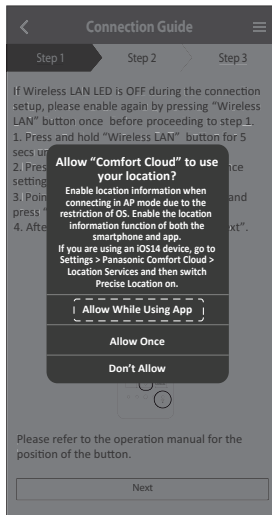 Connection Guide
Step 1
Step 2
Step 3
If Wireless LAN LED is OFF during the connection
setup, please enable again by pressing "Wireless
LAN" button once before proceeding to step 1.
1. Press and hold "Wireless LAN" button for 5
secs
2. Pres
setting
3. Poin
and
press "
4. Afte
Allow "Comfort Cloud" to use
your location?
Enable location information when
connecting in AP mode due to the
restriction of OS. Enable the location
information function of both the
smartphone and app.
If you are using an iOS14 device, go to
Settings > Panasonic Comfort Cloud >
Location Services and then switch
Precise Location on.
Allow While Using App
Allow Once
Don't Allow
Please refer to the operation manual for the
position of the button.
Next